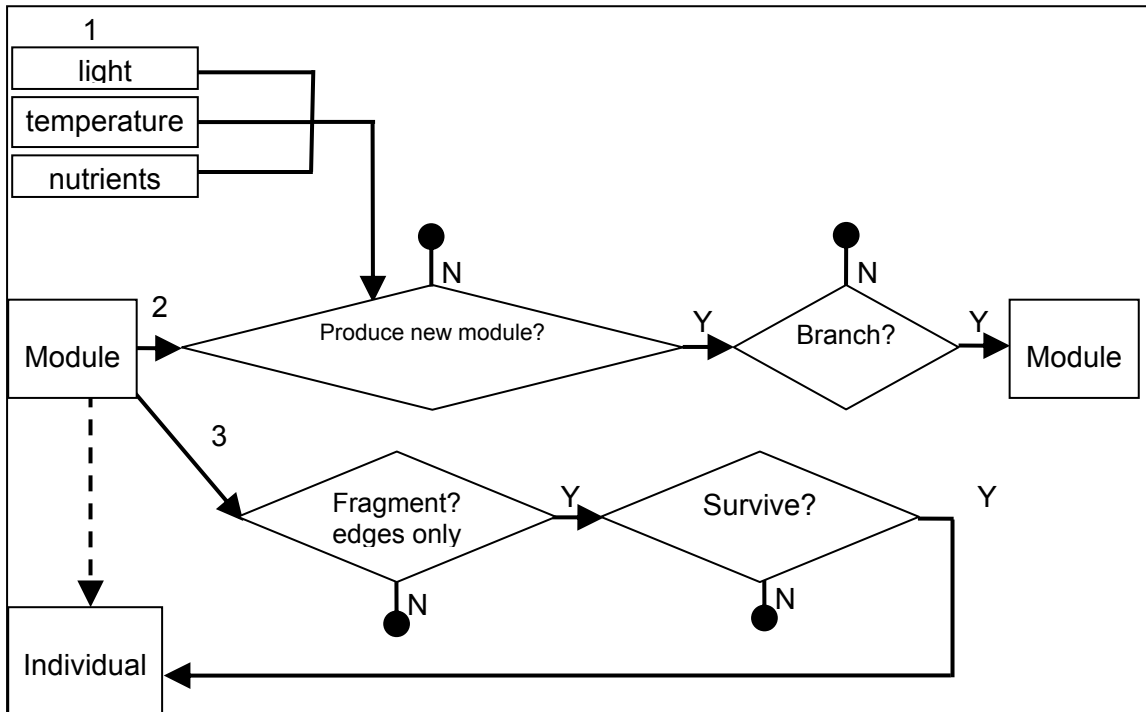 1
light
temperature
nutrients
N
N
2
Produce new module?
Y
Branch?
Y
Module
Module
3
Fragment?
edges only
Y
Survive?
Y
N
N
Individual